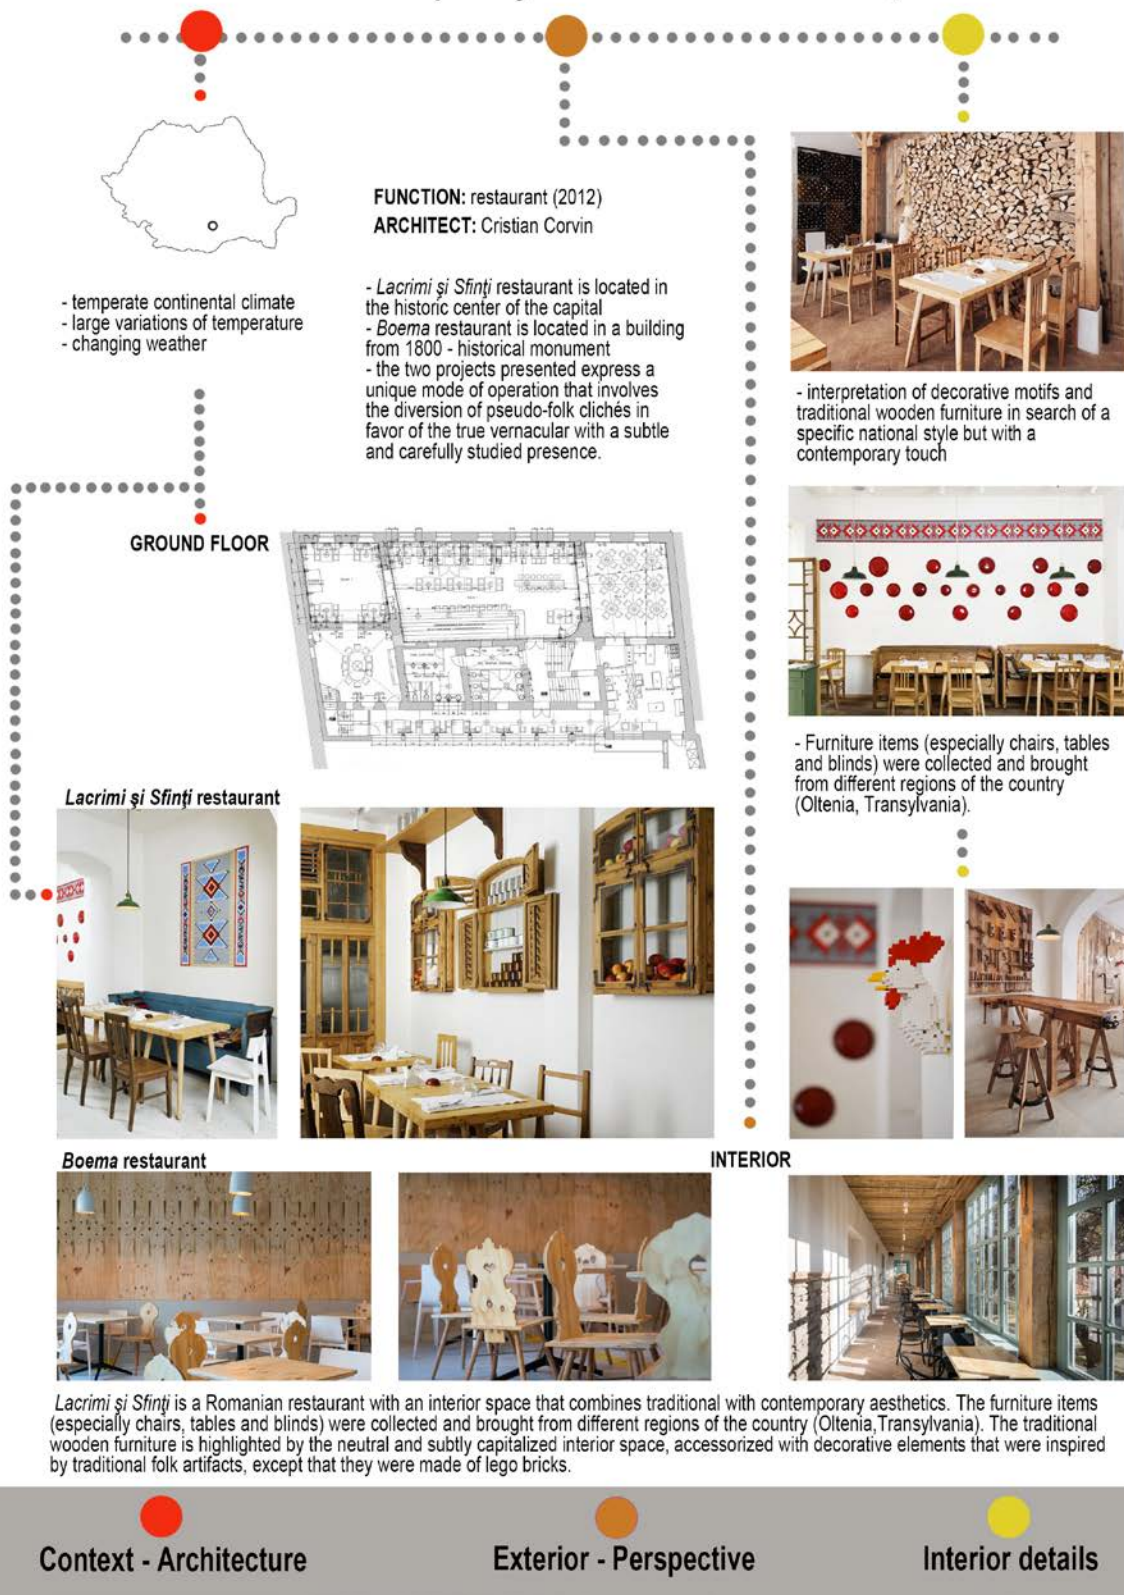 FUNCTION: restaurant (2012)
ARCHITECT: Cristian Corvin
- temperate continental climate
- large variations of temperature
- changing weather
- Lacrimi şi Sfinţi restaurant is located in
the historic center of the capital
- Boema restaurant is located in a building
from 1800 - historical monument
- the two projects presented express a
unique mode of operation that involves
the diversion of pseudo-folk clichés in
favor of the true vernacular with a subtle
and carefully studied presence.
- interpretation of decorative motifs and
traditional wooden furniture in search of a
specific national style but with a
contemporary touch
GROUND FLOOR
- Furniture items (especially chairs, tables
and blinds) were collected and brought
from different regions of the country
(Oltenia, Transylvania).
Lacrimi şi Sfinţi restaurant
Boema restaurant
INTERIOR
Lacrimi şi Sfinţi is a Romanian restaurant with an interior space that combines traditional with contemporary aesthetics. The furniture items
(especially chairs, tables and blinds) were collected and brought from different regions of the country (Oltenia,Transylvania). The traditional
wooden furniture is highlighted by the neutral and subtly capitalized interior space, accessorized with decorative elements that were inspired
by traditional folk artifacts, except that they were made of lego bricks.
Context - Architecture
Exterior - Perspective
Interior details